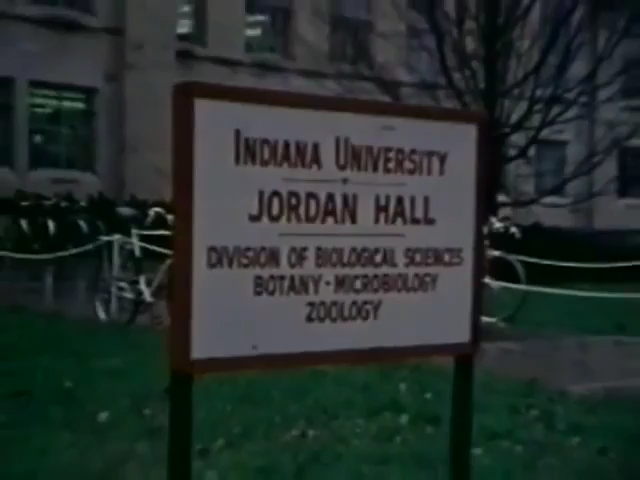 INDIANA UNIVERSITY
JORDAN HALL
DIVISION OF BIOLOGICAL SCIENCES
BOTANY - MICROBIOLOGY
ZOOLOGY